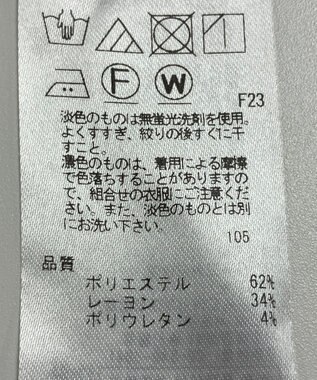 F W F23
淡色のものは無蛍光洗剤を使用。
よくすすぎ、絞りの後すぐに干
すこと。
濃色のものは、着用による摩擦
で色落ちすることがありますの
で、組合せの衣服にご注意くだ
さい。また、淡色のものとは別
にお洗い下さい。
105
品質
ポリエステル 62%
レーヨン 34%
ポリウレタン 4%